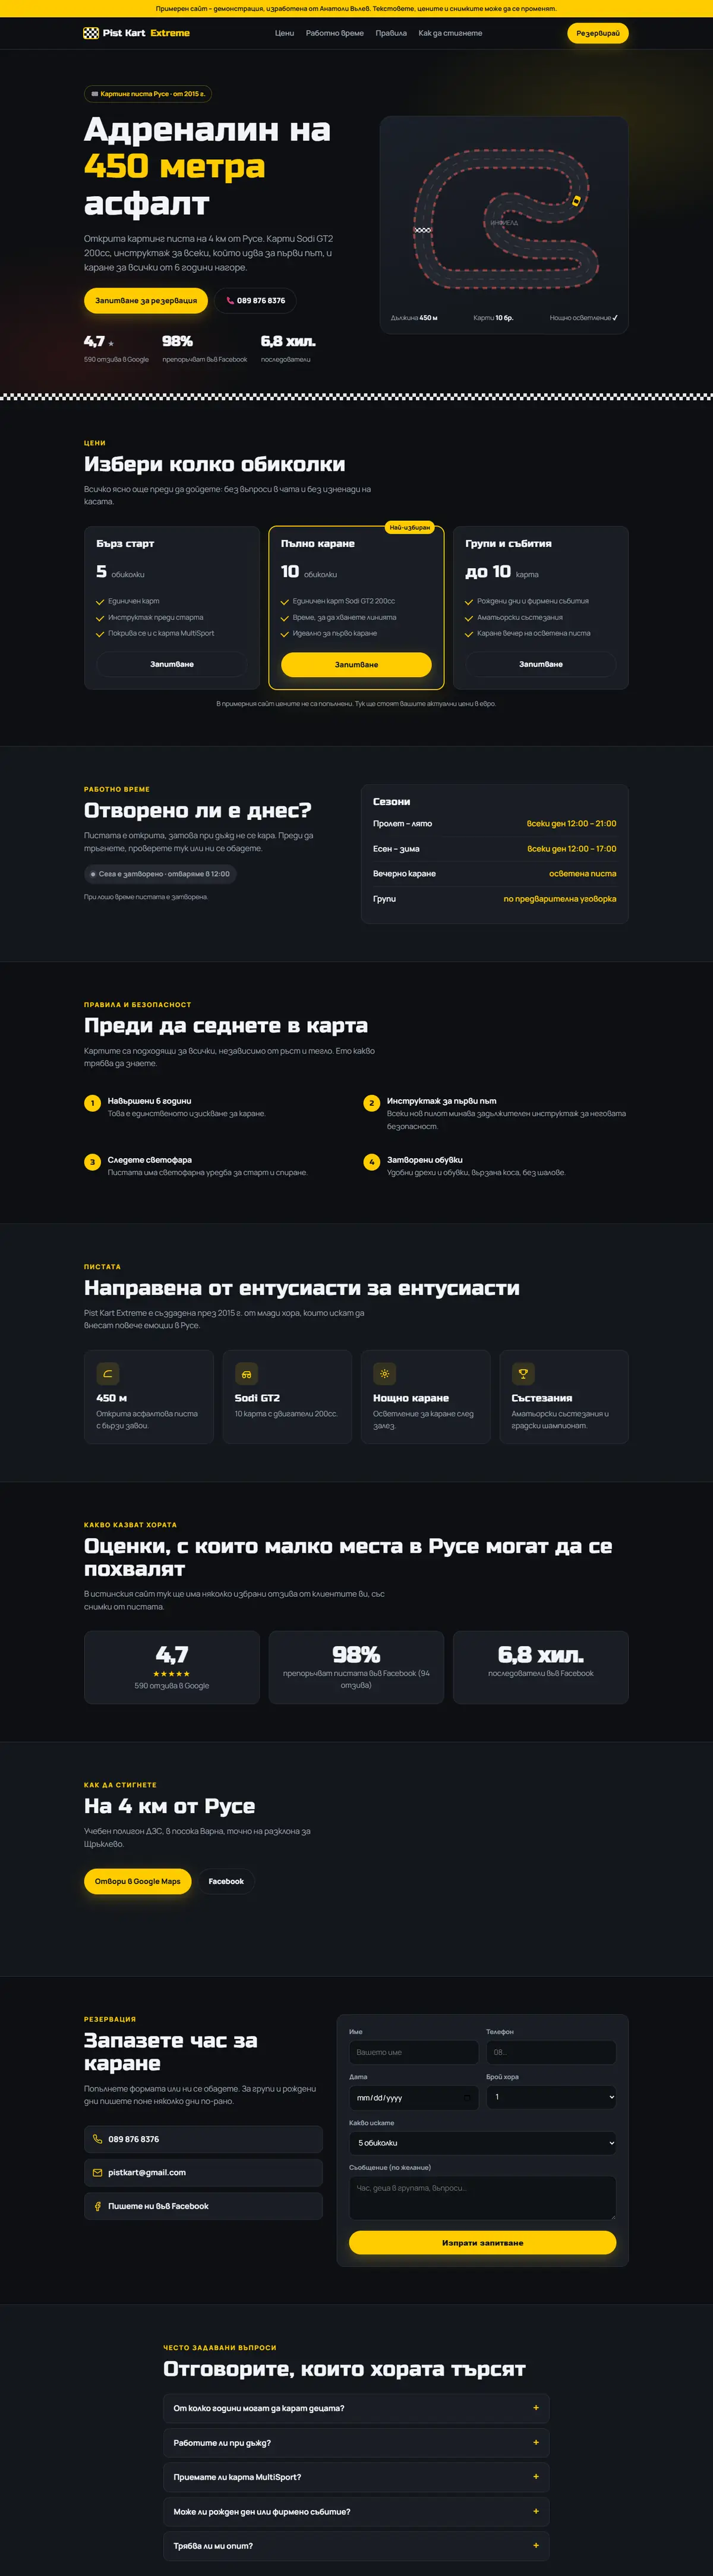 Примерен сайт – демонстрация, изработена от Анатоли Вълев. Текстовете, цените и снимките може да се променят.
Pist Kart Extreme
Цени
Работно време
Правила
Как да стигнете
Резервирай
Картинг писта Русе · от 2015 г.
Адреналин на
450 метра
асфалт
Открита картинг писта на 4 км от Русе. Карти Sodi GT2
200cc, инструктаж за всеки, който идва за първи път, и
каране за всички от 6 години нагоре.
Запитване за резервация
089 876 8376
4,7 ★
590 отзива в Google
98%
препоръчват във Facebook
6,8 хил.
последователи
Дължина 450 м
Карти 10 бр.
Нощно осветление ✓
ЦЕНИ
Избери колко обиколки
Всичко ясно още преди да дойдете: без въпроси в чата и без изненади на
касата.
Бърз старт
5 обиколки
Единичен карт
Инструктаж преди старта
Покрива се и с карта MultiSport
Запитване
Най-избиран
Пълно каране
10 обиколки
Единичен карт Sodi GT2 200cc
Време, за да хванете линията
Идеално за първо каране
Запитване
Групи и събития
до 10 карта
Рождени дни и фирмени събития
Аматьорски състезания
Каране вечер на осветена писта
Запитване
В примерния сайт цените не са попълнени. Тук ще стоят вашите актуални цени в евро.
РАБОТНО ВРЕМЕ
Отворено ли е днес?
Пистата е открита, затова при дъжд не се кара. Преди да
тръгнете, проверете тук или ни се обадете.
Сега е затворено · отваряме в 12:00
При лошо време пистата е затворена.
Сезони
Пролет – лято всеки ден 12:00 – 21:00
Есен – зима всеки ден 12:00 – 17:00
Вечерно каране осветена писта
Групи по предварителна уговорка
ПРАВИЛА И БЕЗОПАСНОСТ
Преди да седнете в карта
Картите са подходящи за всички, независимо от ръст и тегло. Ето какво
трябва да знаете.
1 Навършени 6 години
Това е единственото изискване за каране.
2 Инструктаж за първи път
Всеки нов пилот минава задължителен инструктаж за неговата
безопасност.
3 Следете светофара
Пистата има светофарна уредба за старт и спиране.
4 Затворени обувки
Удобни дрехи и обувки, вързана коса, без шалове.
ПИСТАТА
Направена от ентусиасти за ентусиасти
Pist Kart Extreme е създадена през 2015 г. от млади хора, които искат да
внесат повече емоции в Русе.
450 м
Открита асфалтова писта
с бързи завои.
Sodi GT2
10 карта с двигатели 200cc.
Нощно каране
Осветление за каране след
залез.
Състезания
Аматьорски състезания и
градски шампионат.
КАКВО КАЗВАТ ХОРАТА
Оценки, с които малко места в Русе могат да се
похвалят
В истинския сайт тук ще има няколко избрани отзива от клиентите ви, със
снимки от пистата.
4,7
★★★★★
590 отзива в Google
98%
препоръчват пистата във Facebook (94
отзива)
6,8 хил.
последователи във Facebook
КАК ДА СТИГНЕТЕ
На 4 км от Русе
Учебен полигон ДЗС, в посока Варна, точно на разклона за
Щръклево.
Отвори в Google Maps
Facebook
РЕЗЕРВАЦИЯ
Запазете час за
каране
Попълнете формата или ни се обадете. За групи и рождени
дни пишете поне няколко дни по-рано.
089 876 8376
pistkart@gmail.com
Пишете ни във Facebook
Име
Вашето име
Телефон
08...
Дата
mm/dd/yyyy
Брой хора
1
Какво искате
5 обиколки
Съобщение (по желание)
Час, деца в групата, въпроси...
Изпрати запитване
ЧЕСТО ЗАДАВАНИ ВЪПРОСИ
Отговорите, които хората търсят
От колко години могат да карат децата? +
Работите ли при дъжд? +
Приемате ли карта MultiSport? +
Може ли рожден ден или фирмено събитие? +
Трябва ли ми опит? +